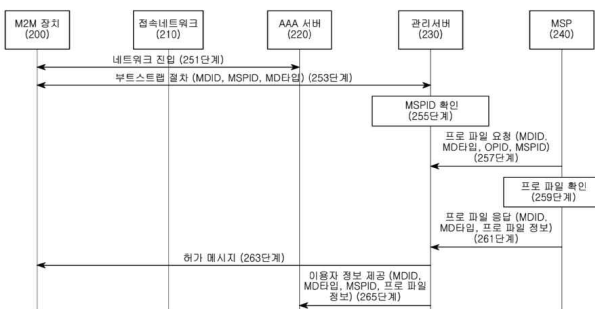 M2M 장치
(200)
접속네트워크
(210)
AAA 서버
(220)
관리서버
(230)
MSP
(240)
네트워크 진입 (251단계)
부트스트랩 절차 (MDID, MSPID, MD타입) (253단계)
MSPID 확인
(255단계)
프로 파일 요청 (MDID.
MD타입, OPID, MSPID)
(257단계)
프로 파일 확인
(259단계)
프로 파일 응답 (MDID,
MD타입, 프로 파일 정보)
(261단계)
허가 메시지 (263단계)
이용자 정보 제공 (MDID,
MD타입, MSPID, 프로 파일
정보) (265단계)